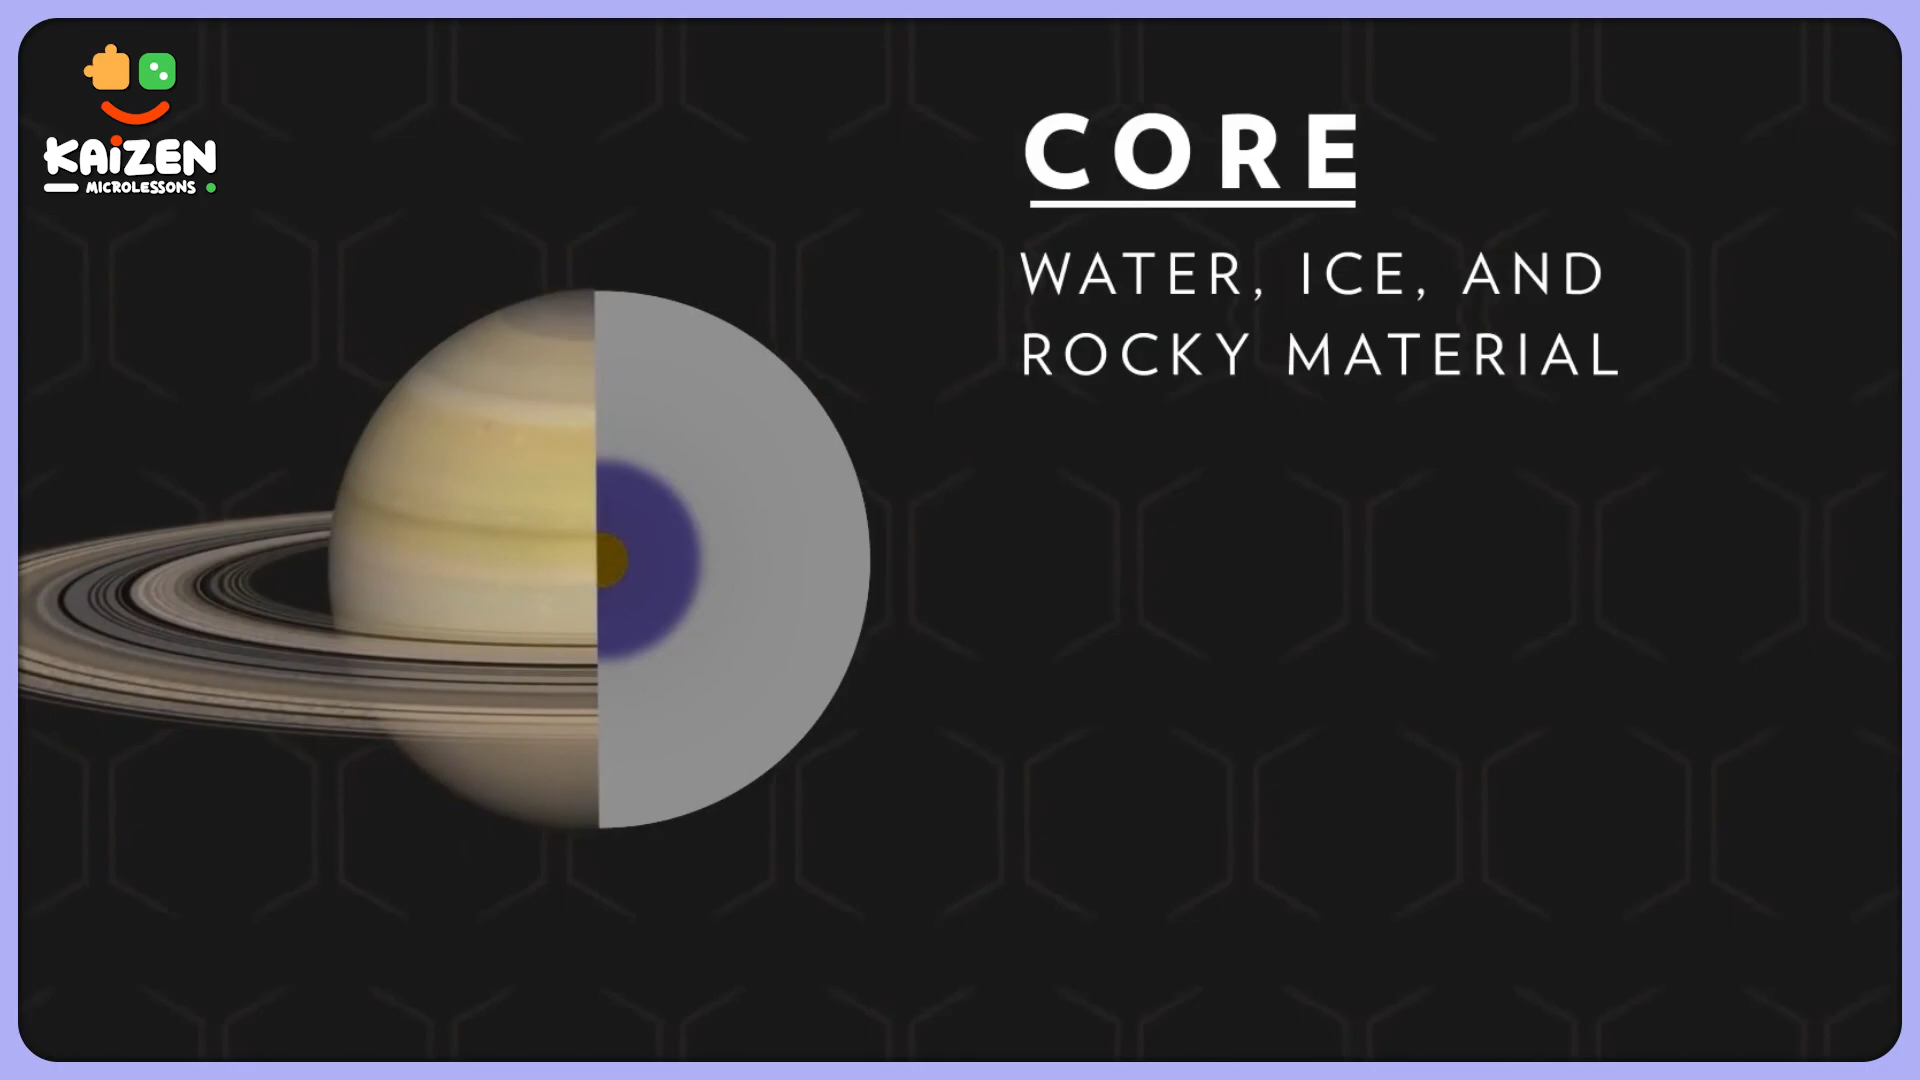 KAiZEN
MICROLESSONS
CORE
WATER, ICE, AND
ROCKY MATERIAL